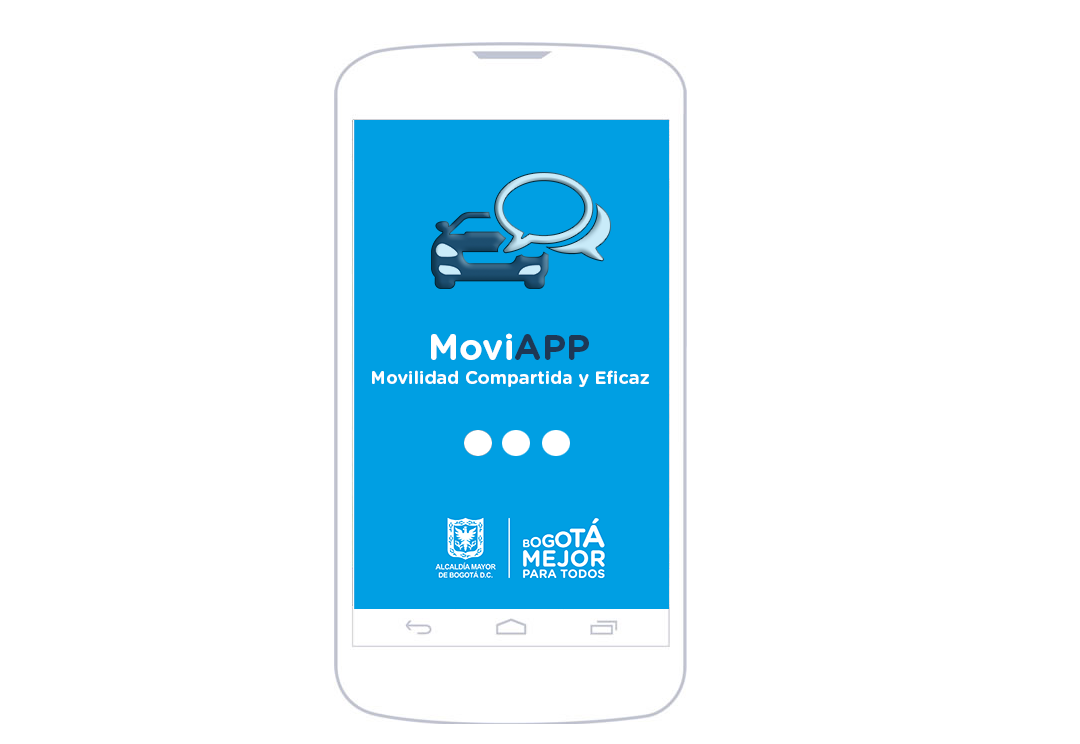 MoviAPP
Movilidad Compartida y Eficaz
ALCALDÍA MAYOR
DE BOGOTÁ D.C.
BOGOTÁ
MEJOR
PARA TODOS